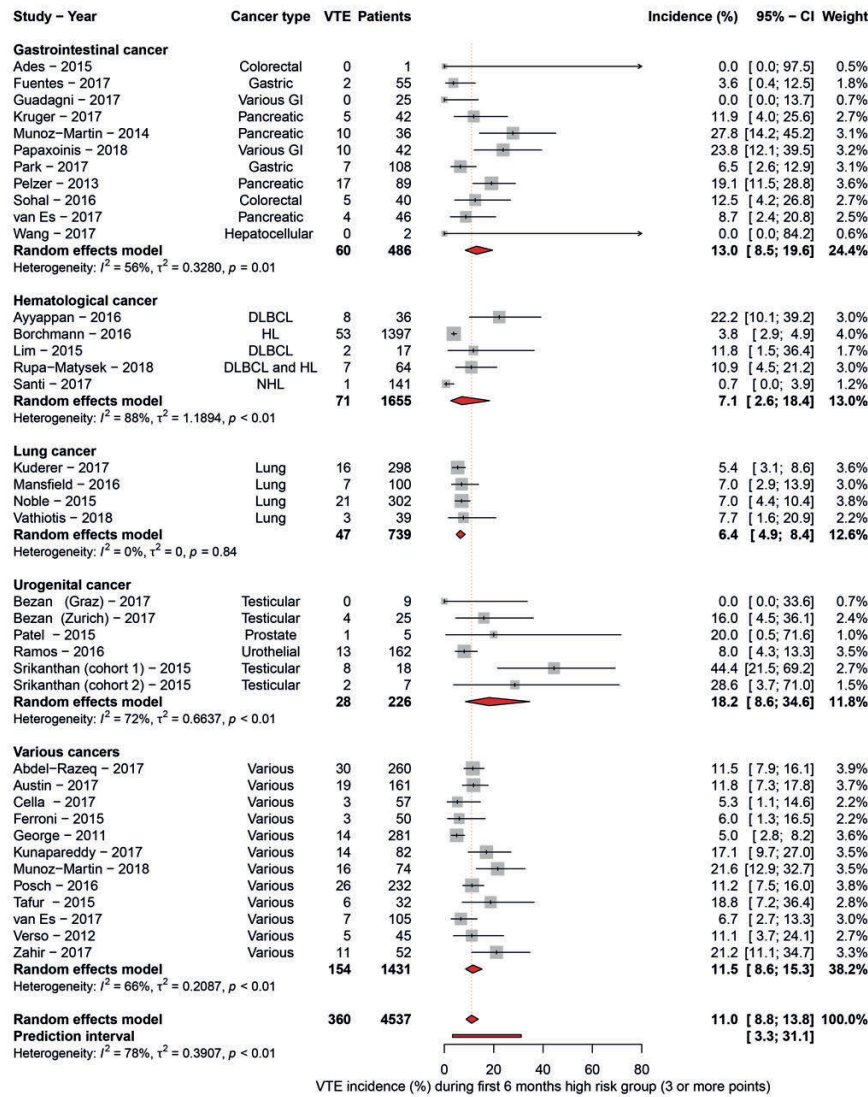 Study − Year Cancer type VTE Patients Incidence (%) 95% − CI Weight
Gastrointestinal cancer
Ades − 2015 Colorectal 0 1 0.0 [ 0.0; 97.5] 0.5%
Fuentes − 2017 Gastric 2 55 3.6 [ 0.4; 12.5] 1.8%
Guadagni − 2017 Various GI 0 25 0.0 [ 0.0; 13.7] 0.7%
Kruger − 2017 Pancreatic 5 42 11.9 [ 4.0; 25.6] 2.7%
Munoz−Martin − 2014 Pancreatic 10 36 27.8 [14.2; 45.2] 3.1%
Papaxoinis − 2018 Various GI 10 42 23.8 [12.1; 39.5] 3.2%
Park − 2017 Gastric 7 108 6.5 [ 2.6; 12.9] 3.1%
Pelzer − 2013 Pancreatic 17 89 19.1 [11.5; 28.8] 3.6%
Sohal − 2016 Colorectal 5 40 12.5 [ 4.2; 26.8] 2.7%
van Es − 2017 Pancreatic 4 46 8.7 [ 2.4; 20.8] 2.5%
Wang − 2017 Hepatocellular 0 2 0.0 [ 0.0; 84.2] 0.6%
Random effects model 60 486 13.0 [ 8.5; 19.6] 24.4%
Heterogeneity: I² = 56%, τ² = 0.3280, p = 0.01
Hematological cancer
Ayyappan − 2016 DLBCL 8 36 22.2 [10.1; 39.2] 3.0%
Borchmann − 2016 HL 53 1397 3.8 [ 2.9; 4.9] 4.0%
Lim − 2015 DLBCL 2 17 11.8 [ 1.5; 36.4] 1.7%
Rupa−Matysek − 2018 DLBCL and HL 7 64 10.9 [ 4.5; 21.2] 3.0%
Santi − 2017 NHL 1 141 0.7 [ 0.0; 3.9] 1.2%
Random effects model 71 1655 7.1 [ 2.6; 18.4] 13.0%
Heterogeneity: I² = 88%, τ² = 1.1894, p < 0.01
Lung cancer
Kuderer − 2017 Lung 16 298 5.4 [ 3.1; 8.6] 3.6%
Mansfield − 2016 Lung 7 100 7.0 [ 2.9; 13.9] 3.0%
Noble − 2015 Lung 21 302 7.0 [ 4.4; 10.4] 3.8%
Vathiotis − 2018 Lung 3 39 7.7 [ 1.6; 20.9] 2.2%
Random effects model 47 739 6.4 [ 4.9; 8.4] 12.6%
Heterogeneity: I² = 0%, τ² = 0, p = 0.84
Urogenital cancer
Bezan (Graz) − 2017 Testicular 0 9 0.0 [ 0.0; 33.6] 0.7%
Bezan (Zurich) − 2017 Testicular 4 25 16.0 [ 4.5; 36.1] 2.4%
Patel − 2015 Prostate 1 5 20.0 [ 0.5; 71.6] 1.0%
Ramos − 2016 Urothelial 13 162 8.0 [ 4.3; 13.3] 3.5%
Srikanthan (cohort 1) − 2015 Testicular 8 18 44.4 [21.5; 69.2] 2.7%
Srikanthan (cohort 2) − 2015 Testicular 2 7 28.6 [ 3.7; 71.0] 1.5%
Random effects model 28 226 18.2 [ 8.6; 34.6] 11.8%
Heterogeneity: I² = 72%, τ² = 0.6637, p < 0.01
Various cancers
Abdel−Razeq − 2017 Various 30 260 11.5 [ 7.9; 16.1] 3.9%
Austin − 2017 Various 19 161 11.8 [ 7.3; 17.8] 3.7%
Cella − 2017 Various 3 57 5.3 [ 1.1; 14.6] 2.2%
Ferroni − 2015 Various 3 50 6.0 [ 1.3; 16.5] 2.2%
George − 2011 Various 14 281 5.0 [ 2.8; 8.2] 3.6%
Kunapareddy − 2017 Various 14 82 17.1 [ 9.7; 27.0] 3.5%
Munoz−Martin − 2018 Various 16 74 21.6 [12.9; 32.7] 3.5%
Posch − 2016 Various 26 232 11.2 [ 7.5; 16.0] 3.8%
Tafur − 2015 Various 6 32 18.8 [ 7.2; 36.4] 2.8%
van Es − 2017 Various 7 105 6.7 [ 2.7; 13.3] 3.1%
Verso − 2012 Various 5 45 11.1 [ 3.7; 24.1] 2.7%
Zahir − 2017 Various 11 52 21.2 [11.1; 34.7] 3.3%
Random effects model 154 1431 11.5 [ 8.6; 15.3] 38.2%
Heterogeneity: I² = 66%, τ² = 0.2087, p < 0.01
Random effects model 360 4537 11.0 [ 8.8; 13.8] 100.0%
Prediction interval [ 3.3; 31.1]
Heterogeneity: I² = 78%, τ² = 0.3907, p < 0.01
0 20 40 60 80
VTE incidence (%) during first 6 months high risk group (3 or more points)